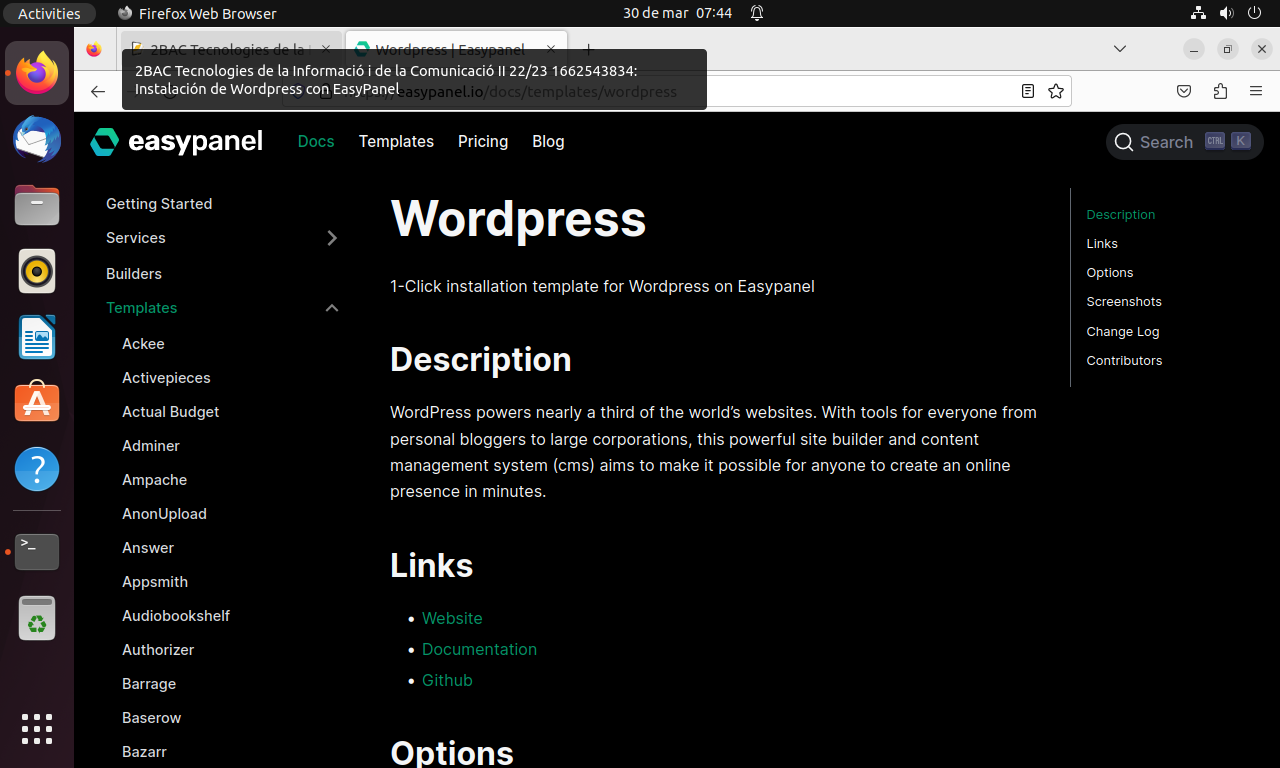 Activities
Firefox Web Browser
30 de mar 07:44
2BAC Tecnologies de la
Wordpress | Easypanel
2BAC Tecnologies de la Informació i de la Comunicació II 22/23 1662543834:
Instalación de Wordpress con EasyPanel
easypanel.io/docs/templates/wordpress
easypanel
Docs
Templates
Pricing
Blog
Search
CTRL
K
Getting Started
Services
Builders
Templates
Ackee
Activepieces
Actual Budget
Adminer
Ampache
AnonUpload
Answer
Appsmith
Audiobookshelf
Authorizer
Barrage
Baserow
Bazarr
Wordpress
1-Click installation template for Wordpress on Easypanel
Description
WordPress powers nearly a third of the world’s websites. With tools for everyone from
personal bloggers to large corporations, this powerful site builder and content
management system (cms) aims to make it possible for anyone to create an online
presence in minutes.
Links
• Website
• Documentation
• Github
Options
Description
Links
Options
Screenshots
Change Log
Contributors